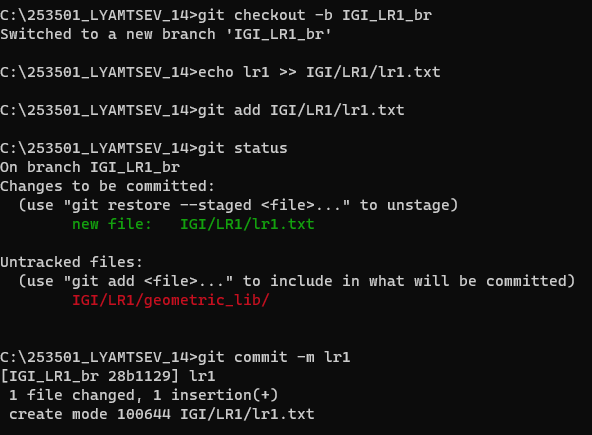 C:\253501_LYAMTSEV_14>git checkout -b IGI_LR1_br
Switched to a new branch 'IGI_LR1_br'
C:\253501_LYAMTSEV_14>echo lr1 >> IGI/LR1/lr1.txt
C:\253501_LYAMTSEV_14>git add IGI/LR1/lr1.txt
C:\253501_LYAMTSEV_14>git status
On branch IGI_LR1_br
Changes to be committed:
  (use "git restore --staged <file>..." to unstage)
        new file:   IGI/LR1/lr1.txt
Untracked files:
  (use "git add <file>..." to include in what will be committed)
        IGI/LR1/geometric_lib/
C:\253501_LYAMTSEV_14>git commit -m lr1
[IGI_LR1_br 28b1129] lr1
 1 file changed, 1 insertion(+)
 create mode 100644 IGI/LR1/lr1.txt